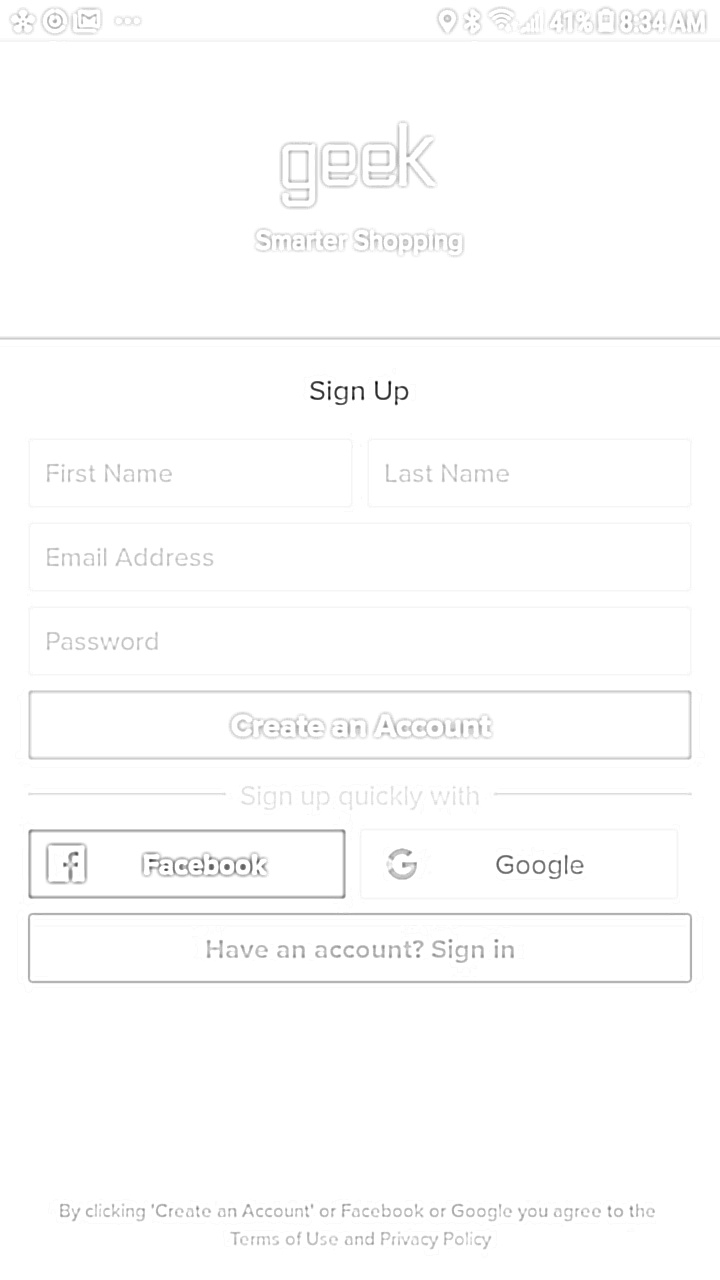 41% 8:34 AM
geek
Smarter Shopping
Sign Up
First Name Last Name
Email Address
Password
Create an Account
Sign up quickly with
Facebook Google
Have an account? Sign in
By clicking 'Create an Account' or Facebook or Google you agree to the
Terms of Use and Privacy Policy